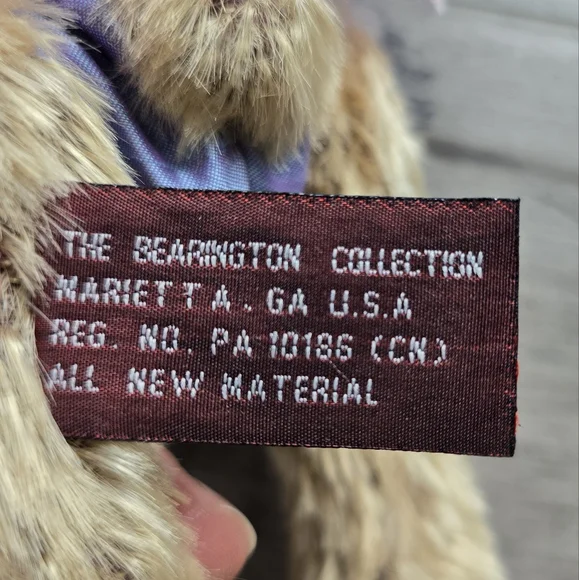 THE BEARINGTON COLLECTION
MARIETTA. GA U.S.A
REG. NO. PA 10186 (CN.)
ALL NEW MATERIAL